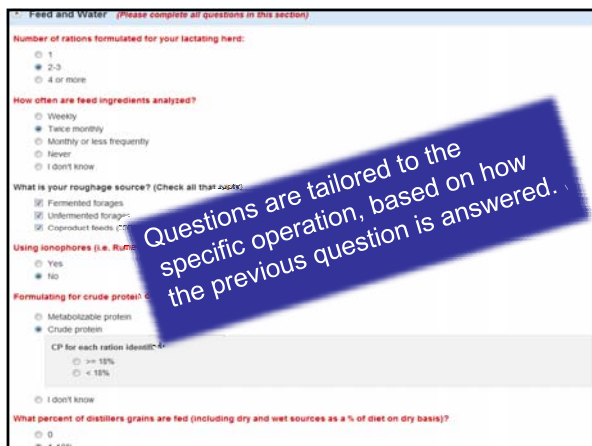 Feed and Water (Please complete all questions in this section)
Number of rations formulated for your lactating herd:
1
2-3
4 or more
How often are feed ingredients analyzed?
Weekly
Twice monthly
Monthly or less frequently
Never
I don't know
What is your roughage source? (Check all that apply)
Fermented forages
Unfermented forages
Coproduct feeds
Using ionophores (i.e.
Yes
No
Formulating for crude protein
Metabolizable protein
Crude protein
CP for each ration
>= 18%
< 18%
I don't know
What percent of distillers grains are fed (including dry and wet sources as a % of diet on dry basis)?
0
Questions are tailored to the
specific operation, based on how
the previous question is answered.